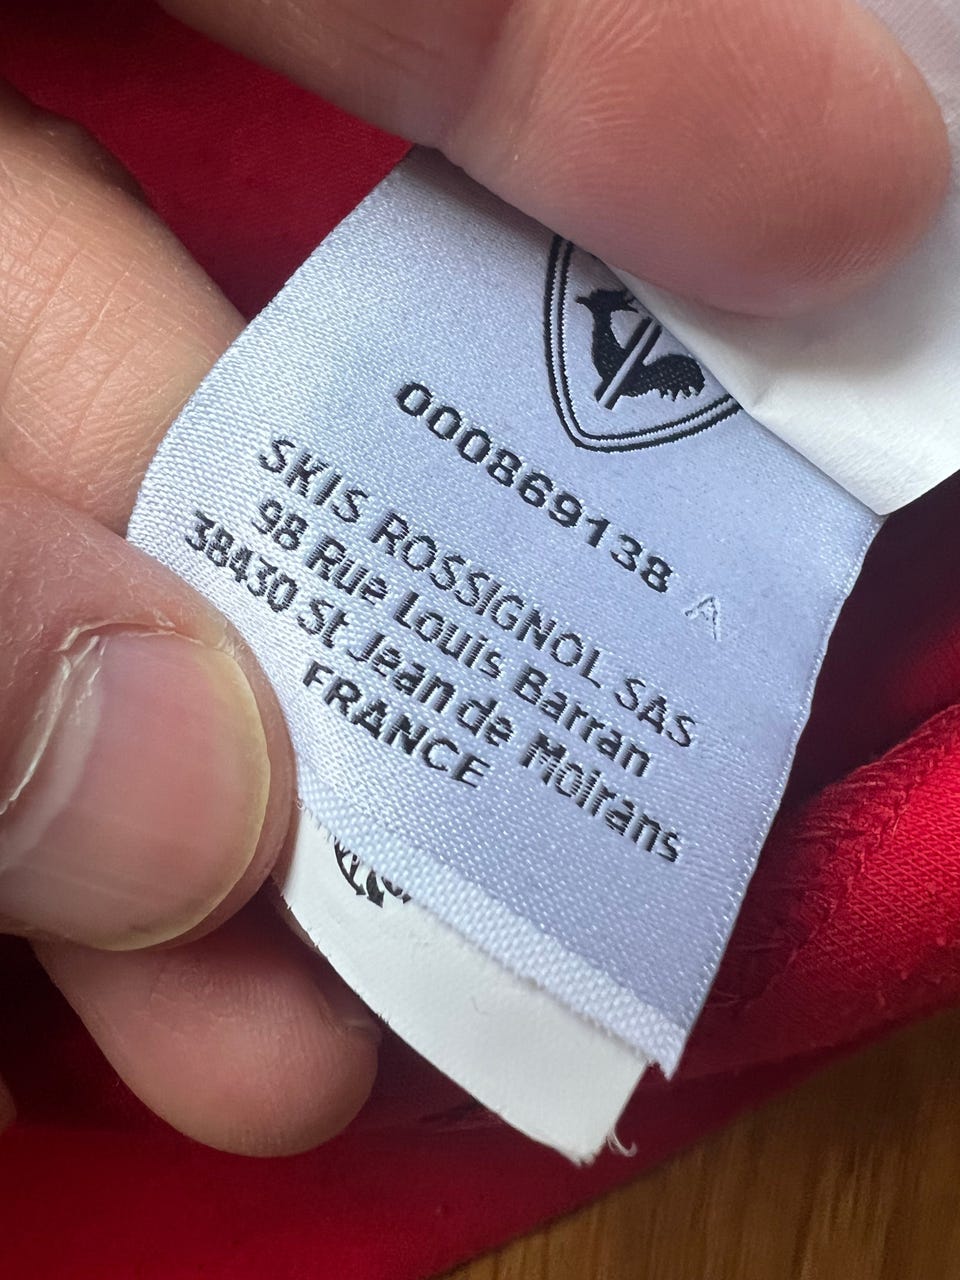 000869138 A
SKIS ROSSIGNOL SAS
98 Rue Louis Barran
38430 St Jean de Moirans
FRANCE